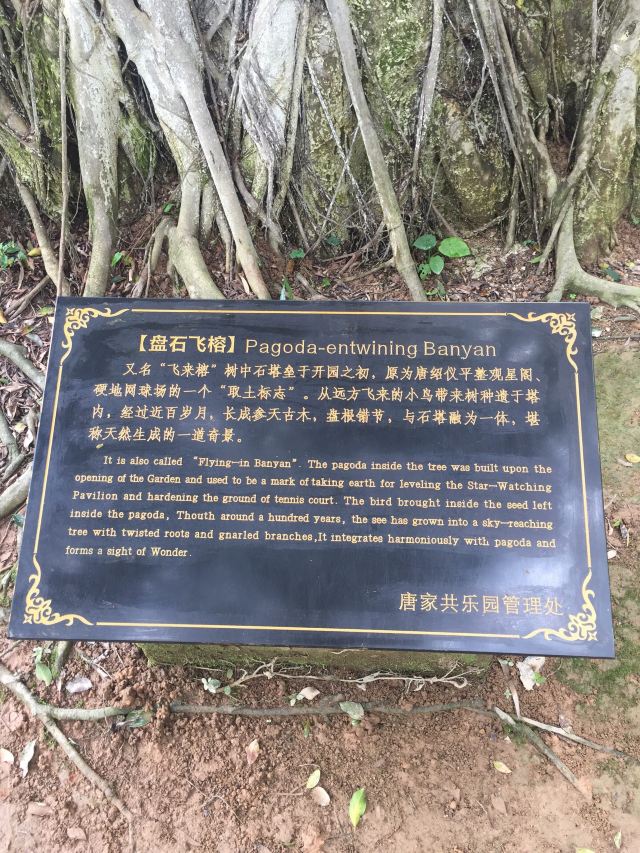 【盘石飞榕】Pagoda-entwining Banyan
又名“飞来榕”树中石塔垒于开园之初，原为唐绍仪平整观星阁、
硬地网球场的一个“取土标志”。从远方飞来的小鸟带来树种遗于塔
内，经过近百岁月，长成参天古木，盘根错节，与石塔融为一体，堪
称天然生成的一道奇景。
It is also called “Flying-in Banyan”. The pagoda inside the tree was built upon the
opening of the Garden and used to be a mark of taking earth for leveling the Star-Watching
Pavilion and hardening the ground of tennis court. The bird brought inside the seed left
inside the pagoda, Thouth around a hundred years, the see has grown into a sky-reaching
tree with twisted roots and gnarled branches,It integrates harmoniously with pagoda and
forms a sight of Wonder.
唐家共乐园管理处